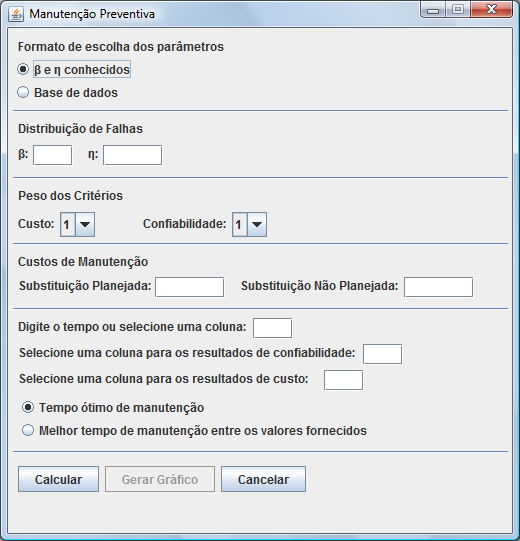 Manutenção Preventiva
Formato de escolha dos parâmetros
β e η conhecidos
Base de dados
Distribuição de Falhas
β: η:
Peso dos Critérios
Custo: 1 Confiabilidade: 1
Custos de Manutenção
Substituição Planejada: Substituição Não Planejada:
Digite o tempo ou selecione uma coluna:
Selecione uma coluna para os resultados de confiabilidade:
Selecione uma coluna para os resultados de custo:
Tempo ótimo de manutenção
Melhor tempo de manutenção entre os valores fornecidos
Calcular Gerar Gráfico Cancelar